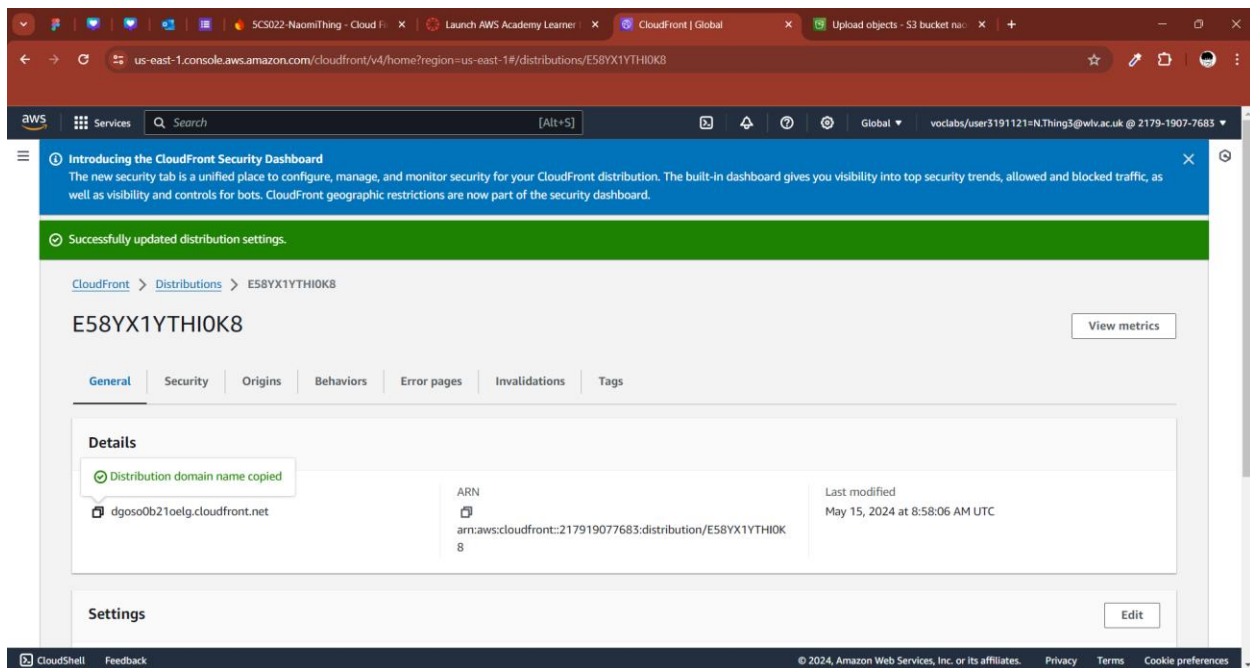 5CS022-NaomiThing - Cloud Fi
Launch AWS Academy Learner
CloudFront | Global
Upload objects - S3 bucket nao
us-east-1.console.aws.amazon.com/cloudfront/v4/home?region=us-east-1#/distributions/E58YX1YTHI0K8
aws
Services
Search
[Alt+S]
Global
voclabs/user3191121=N.Thing3@wlv.ac.uk @ 2179-1907-7683
Introducing the CloudFront Security Dashboard
The new security tab is a unified place to configure, manage, and monitor security for your CloudFront distribution. The built-in dashboard gives you visibility into top security trends, allowed and blocked traffic, as
well as visibility and controls for bots. CloudFront geographic restrictions are now part of the security dashboard.
Successfully updated distribution settings.
CloudFront > Distributions > E58YX1YTHI0K8
E58YX1YTHI0K8
View metrics
General
Security
Origins
Behaviors
Error pages
Invalidations
Tags
Details
Distribution domain name copied
dgoso0b21oelg.cloudfront.net
ARN
arn:aws:cloudfront::217919077683:distribution/E58YX1YTHI0K
8
Last modified
May 15, 2024 at 8:58:06 AM UTC
Settings
Edit
CloudShell
Feedback
© 2024, Amazon Web Services, Inc. or its affiliates.
Privacy
Terms
Cookie preferences